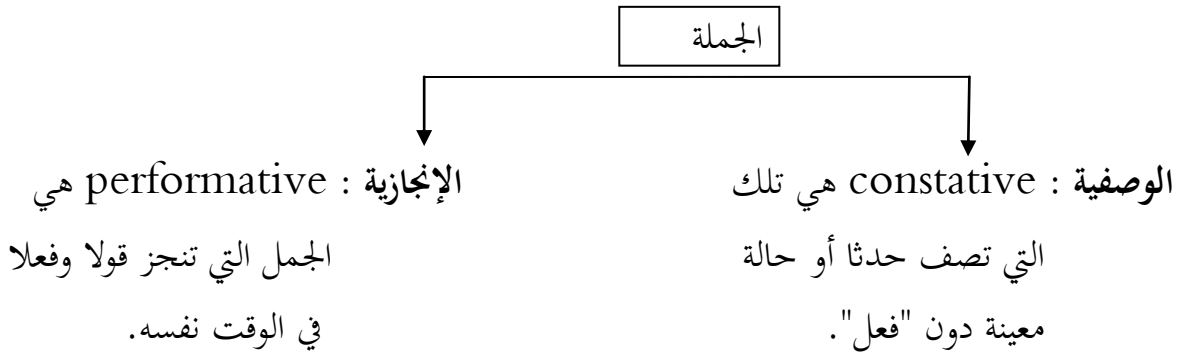 الجملة
الوصفية : constative هي تلك
التي تصف حدثا أو حالة
معينة دون "فعل".
الإنجازية : performative هي
الجمل التي تنجز قولا وفعلا
في الوقت نفسه.